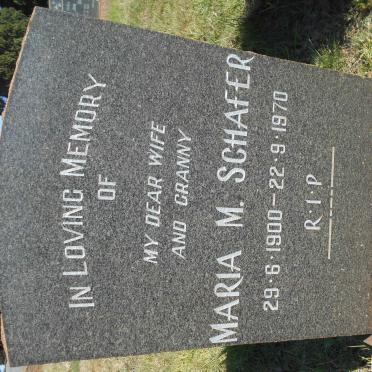 IN LOVING MEMORY
OF
MY DEAR WIFE
AND GRANNY
MARIA M. SCHAFER
29·6·1900—22·9·1970
R·I·P